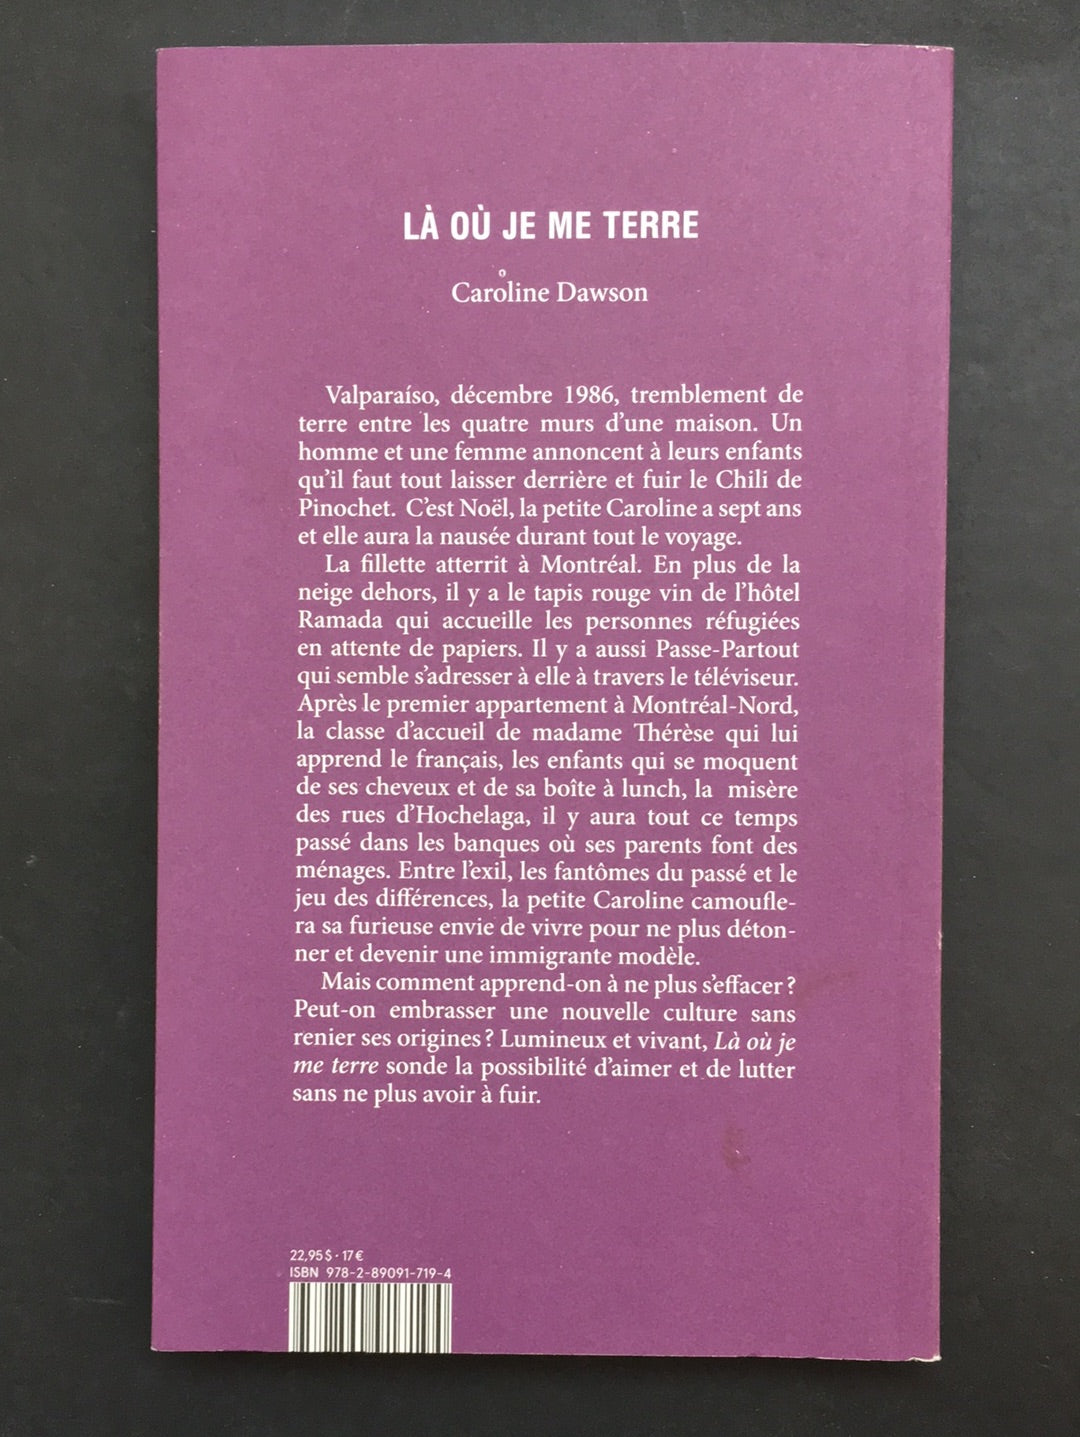 LÀ OÙ JE ME TERRE
Caroline Dawson
Valparaíso, décembre 1986, tremblement de
terre entre les quatre murs d'une maison. Un
homme et une femme annoncent à leurs enfants
qu'il faut tout laisser derrière et fuir le Chili de
Pinochet.  C'est Noël, la petite Caroline a sept ans
et elle aura la nausée durant tout le voyage.
La fillette atterrit à Montréal. En plus de la
neige dehors, il y a le tapis rouge vin de l'hôtel
Ramada qui accueille les personnes réfugiées
en attente de papiers. Il y a aussi Passe-Partout
qui semble s'adresser à elle à travers le téléviseur.
Après le premier appartement à Montréal-Nord,
la classe d'accueil de madame Thérèse qui lui
apprend le français, les enfants qui se moquent
de ses cheveux et de sa boîte à lunch, la  misère
des rues d'Hochelaga, il y aura tout ce temps
passé dans les banques où ses parents font des
ménages. Entre l'exil, les fantômes du passé et le
jeu des différences, la petite Caroline camoufle-
ra sa furieuse envie de vivre pour ne plus déton-
ner et devenir une immigrante modèle.
Mais comment apprend-on à ne plus s'effacer ?
Peut-on embrasser une nouvelle culture sans
renier ses origines ? Lumineux et vivant, Là où je
me terre sonde la possibilité d'aimer et de lutter
sans ne plus avoir à fuir.
22,95 $ · 17 €
ISBN 978-2-89091-719-4